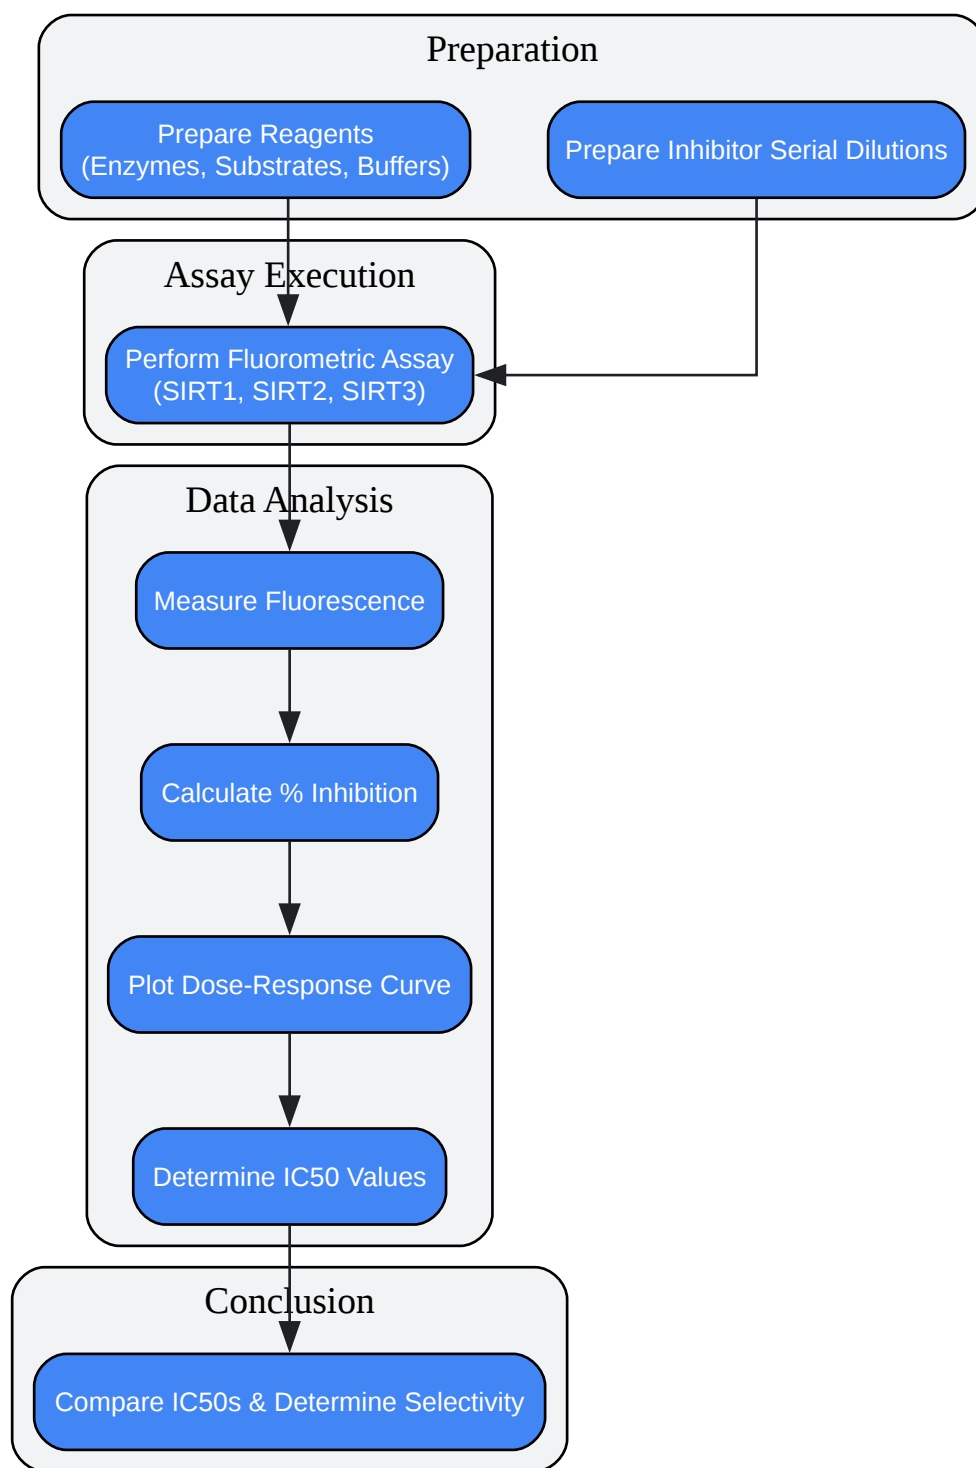 Preparation
Prepare Reagents
(Enzymes, Substrates, Buffers)
Prepare Inhibitor Serial Dilutions
Assay Execution
Perform Fluorometric Assay
(SIRT1, SIRT2, SIRT3)
Data Analysis
Measure Fluorescence
Calculate % Inhibition
Plot Dose-Response Curve
Determine IC50 Values
Conclusion
Compare IC50s & Determine Selectivity